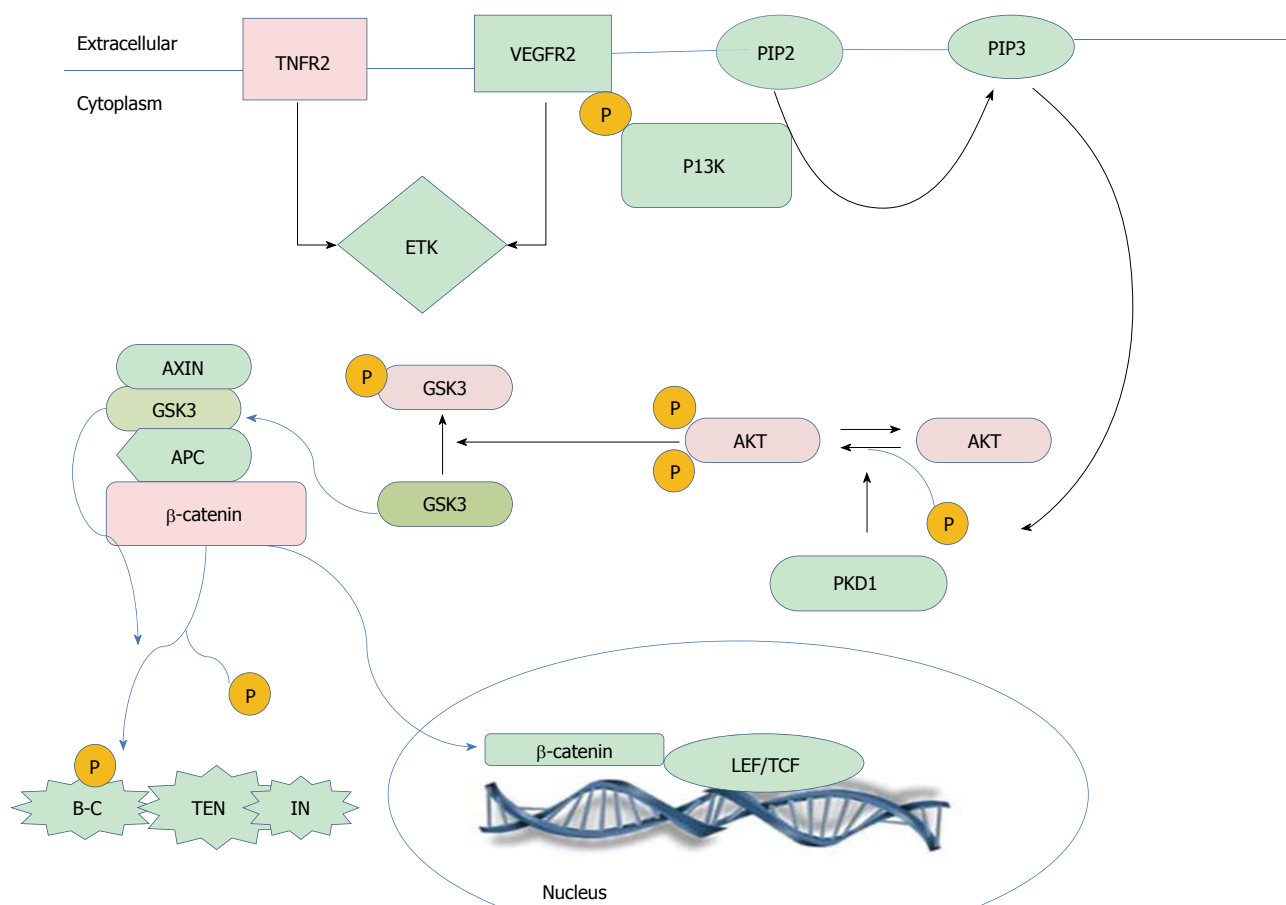 Extracellular
TNFR2
VEGFR2
PIP2
PIP3
Cytoplasm
P
P13K
ETK
AXIN
GSK3
APC
β-catenin
P
GSK3
GSK3
P
P
AKT
AKT
P
PKD1
P
P
B-C
TEN
IN
β-catenin
LEF/TCF
Nucleus